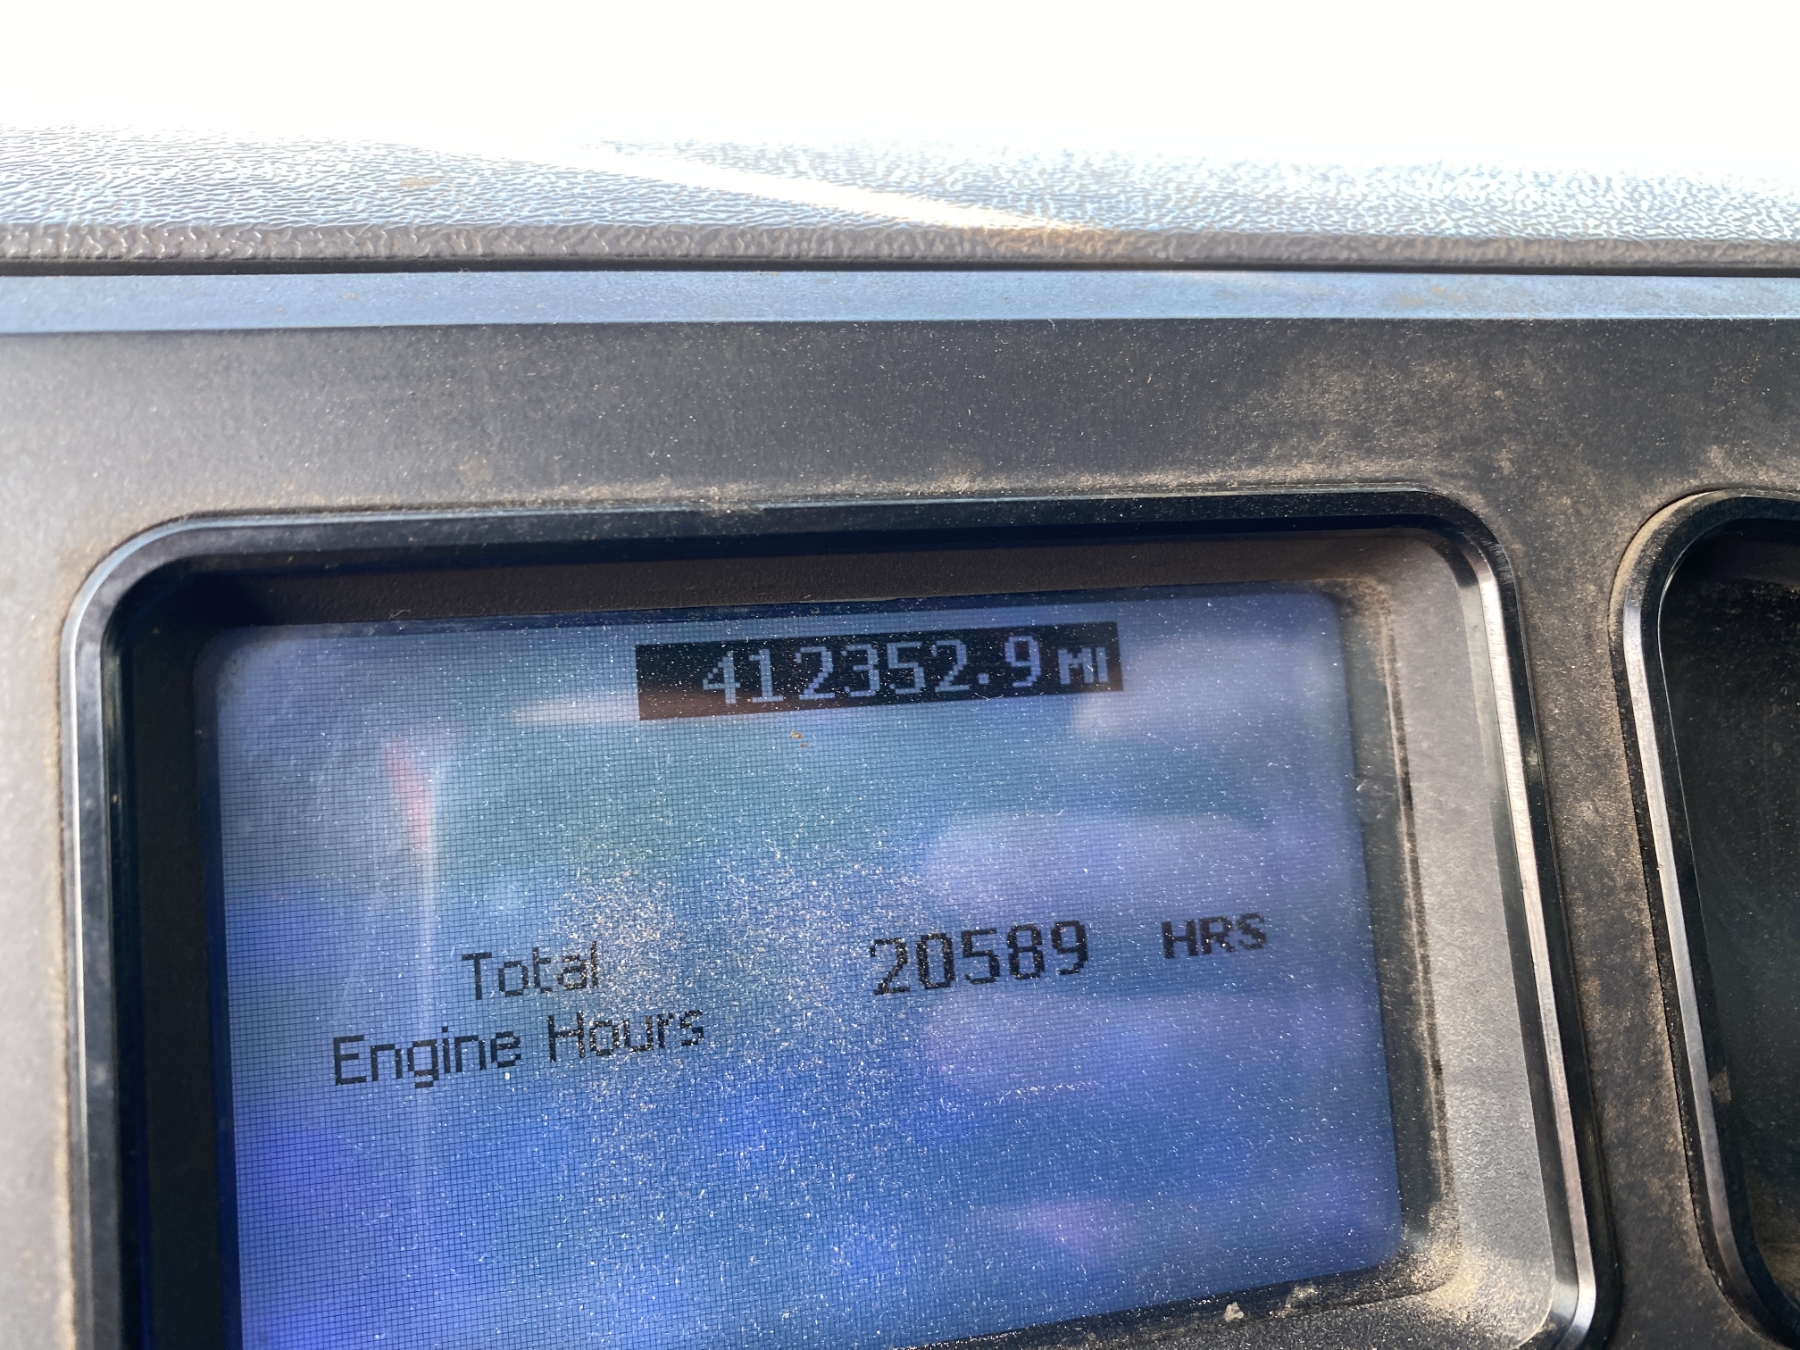 412352.9 MI
Total 20589 HRS
Engine Hours